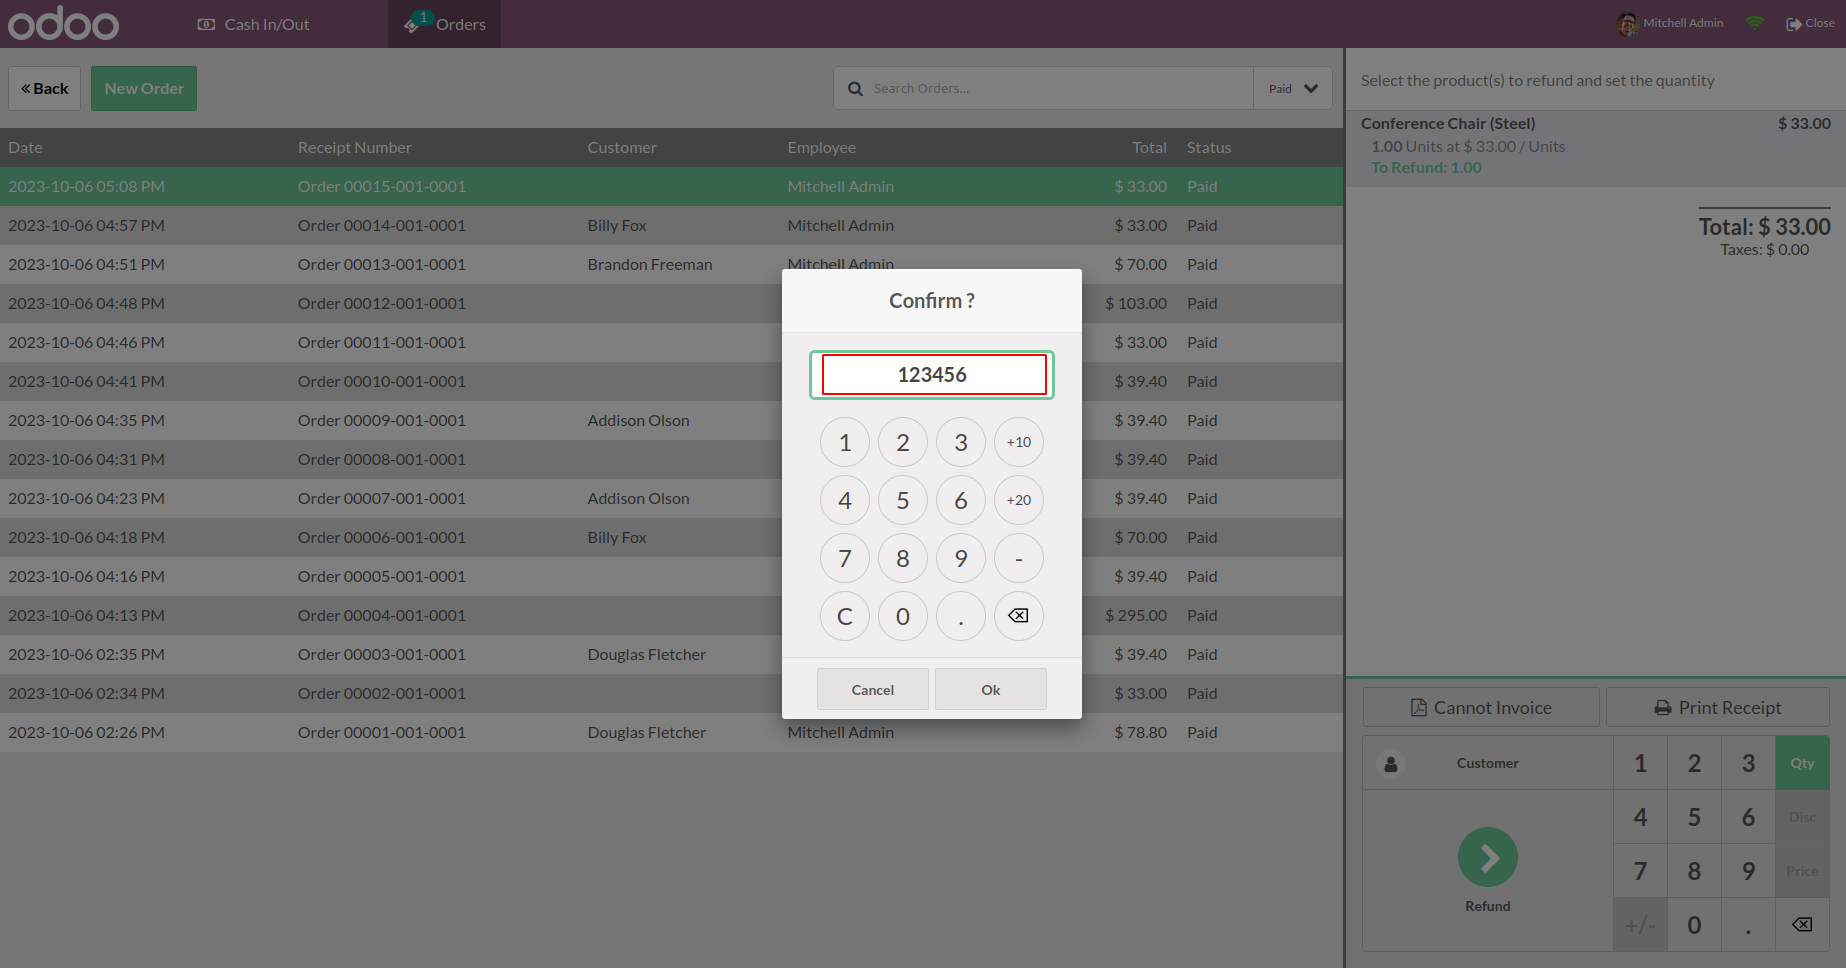 odoo Cash In/Out 1 Orders Mitchell Admin Close
Back New Order Search Orders... Paid
Select the product(s) to refund and set the quantity
Conference Chair (Steel) $ 33.00
1.00 Units at $ 33.00 / Units
To Refund: 1.00
Total: $ 33.00
Taxes: $ 0.00
Date Receipt Number Customer Employee Total Status
2023-10-06 05:08 PM Order 00015-001-0001 Mitchell Admin $ 33.00 Paid
2023-10-06 04:57 PM Order 00014-001-0001 Billy Fox Mitchell Admin $ 33.00 Paid
2023-10-06 04:51 PM Order 00013-001-0001 Brandon Freeman Mitchell Admin $ 70.00 Paid
2023-10-06 04:48 PM Order 00012-001-0001 $ 103.00 Paid
2023-10-06 04:46 PM Order 00011-001-0001 $ 33.00 Paid
2023-10-06 04:41 PM Order 00010-001-0001 $ 39.40 Paid
2023-10-06 04:35 PM Order 00009-001-0001 Addison Olson $ 39.40 Paid
2023-10-06 04:31 PM Order 00008-001-0001 $ 39.40 Paid
2023-10-06 04:23 PM Order 00007-001-0001 Addison Olson $ 39.40 Paid
2023-10-06 04:18 PM Order 00006-001-0001 Billy Fox $ 70.00 Paid
2023-10-06 04:16 PM Order 00005-001-0001 $ 39.40 Paid
2023-10-06 04:13 PM Order 00004-001-0001 $ 295.00 Paid
2023-10-06 02:35 PM Order 00003-001-0001 Douglas Fletcher $ 39.40 Paid
2023-10-06 02:34 PM Order 00002-001-0001 $ 33.00 Paid
2023-10-06 02:26 PM Order 00001-001-0001 Douglas Fletcher Mitchell Admin $ 78.80 Paid
Confirm ?
123456
1 2 3 +10
4 5 6 +20
7 8 9 -
C 0 .
Cancel Ok
Cannot Invoice Print Receipt
Customer 1 2 3 Qty
4 5 6 Disc
7 8 9 Price
Refund
+/- 0 .